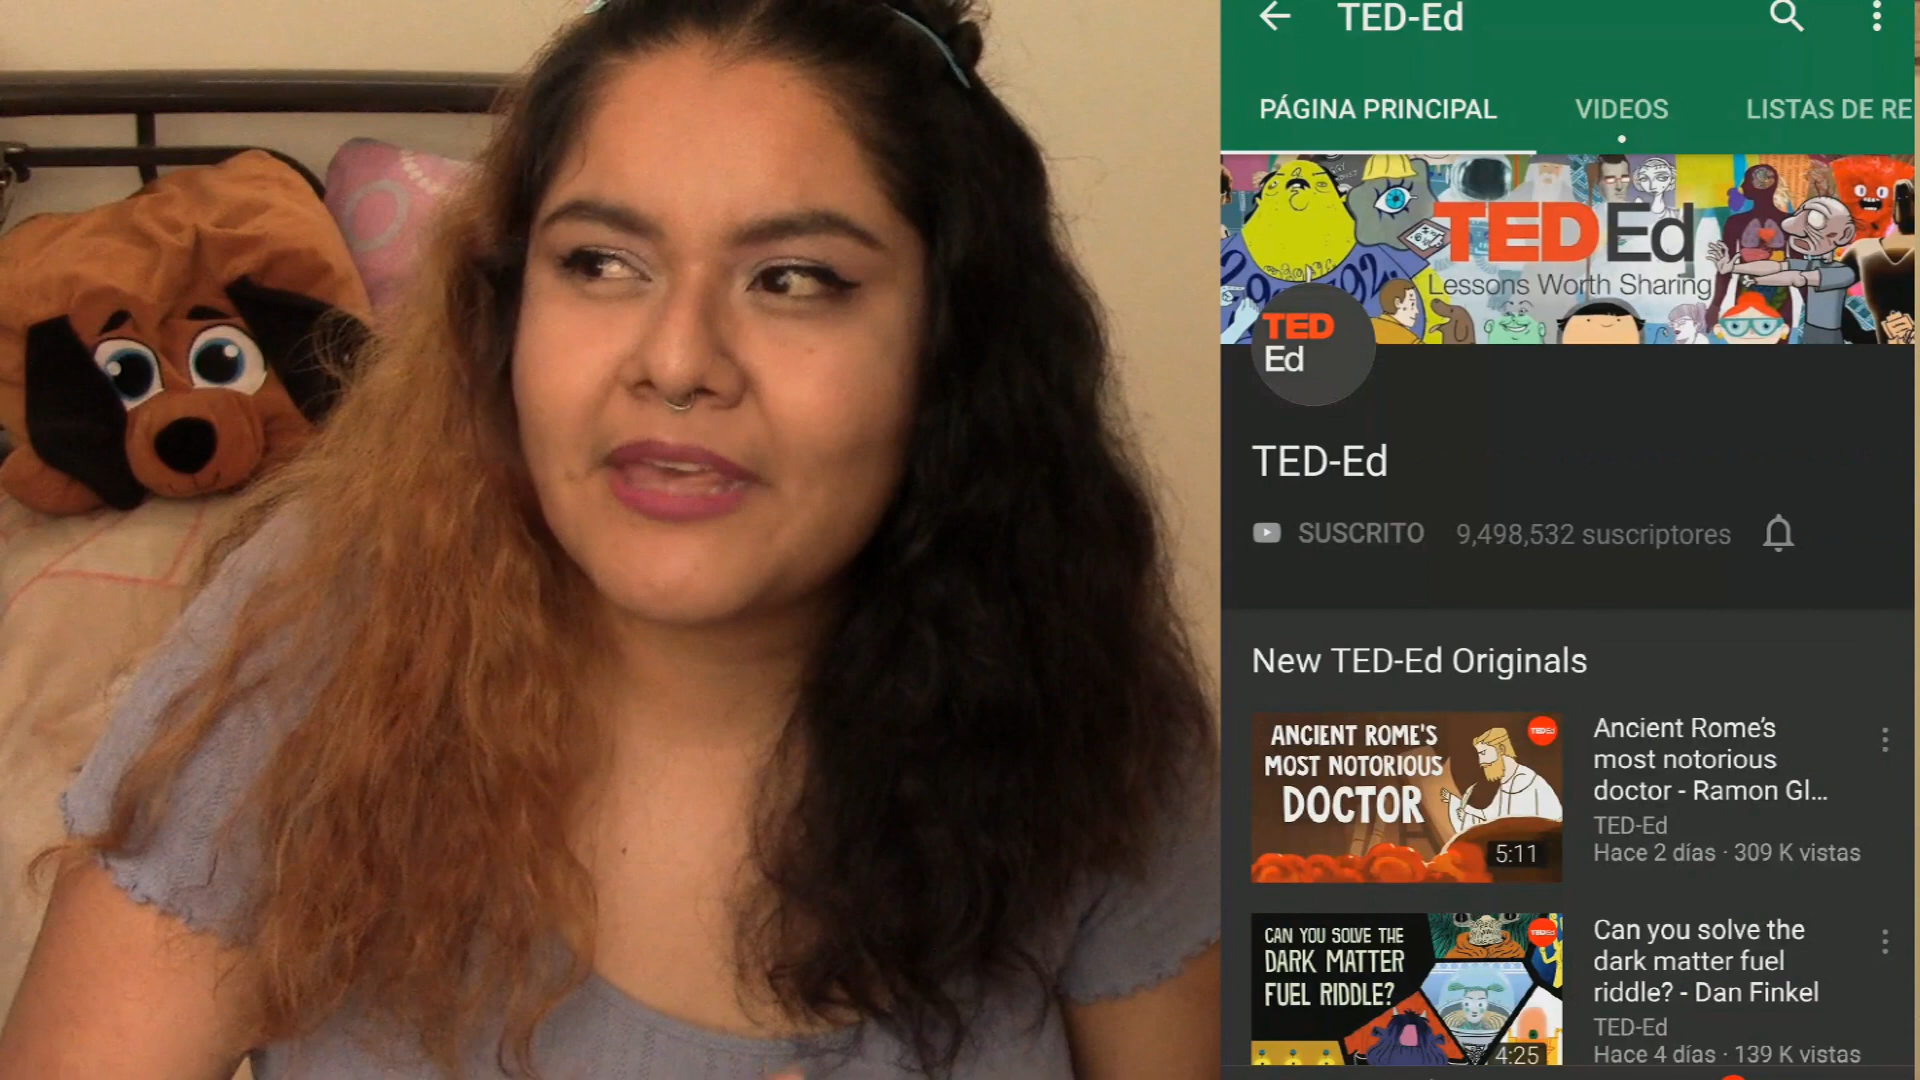 TED-Ed
PÁGINA PRINCIPAL VIDEOS LISTAS DE RE
TED Ed
Lessons Worth Sharing
TED
Ed
TED-Ed
SUSCRITO 9,498,532 suscriptores
New TED-Ed Originals
ANCIENT ROME'S
MOST NOTORIOUS
DOCTOR
5:11
Ancient Rome's
most notorious
doctor - Ramon Gl...
TED-Ed
Hace 2 días · 309 K vistas
CAN YOU SOLVE THE
DARK MATTER
FUEL RIDDLE?
4:25
Can you solve the
dark matter fuel
riddle? - Dan Finkel
TED-Ed
Hace 4 días · 139 K vistas